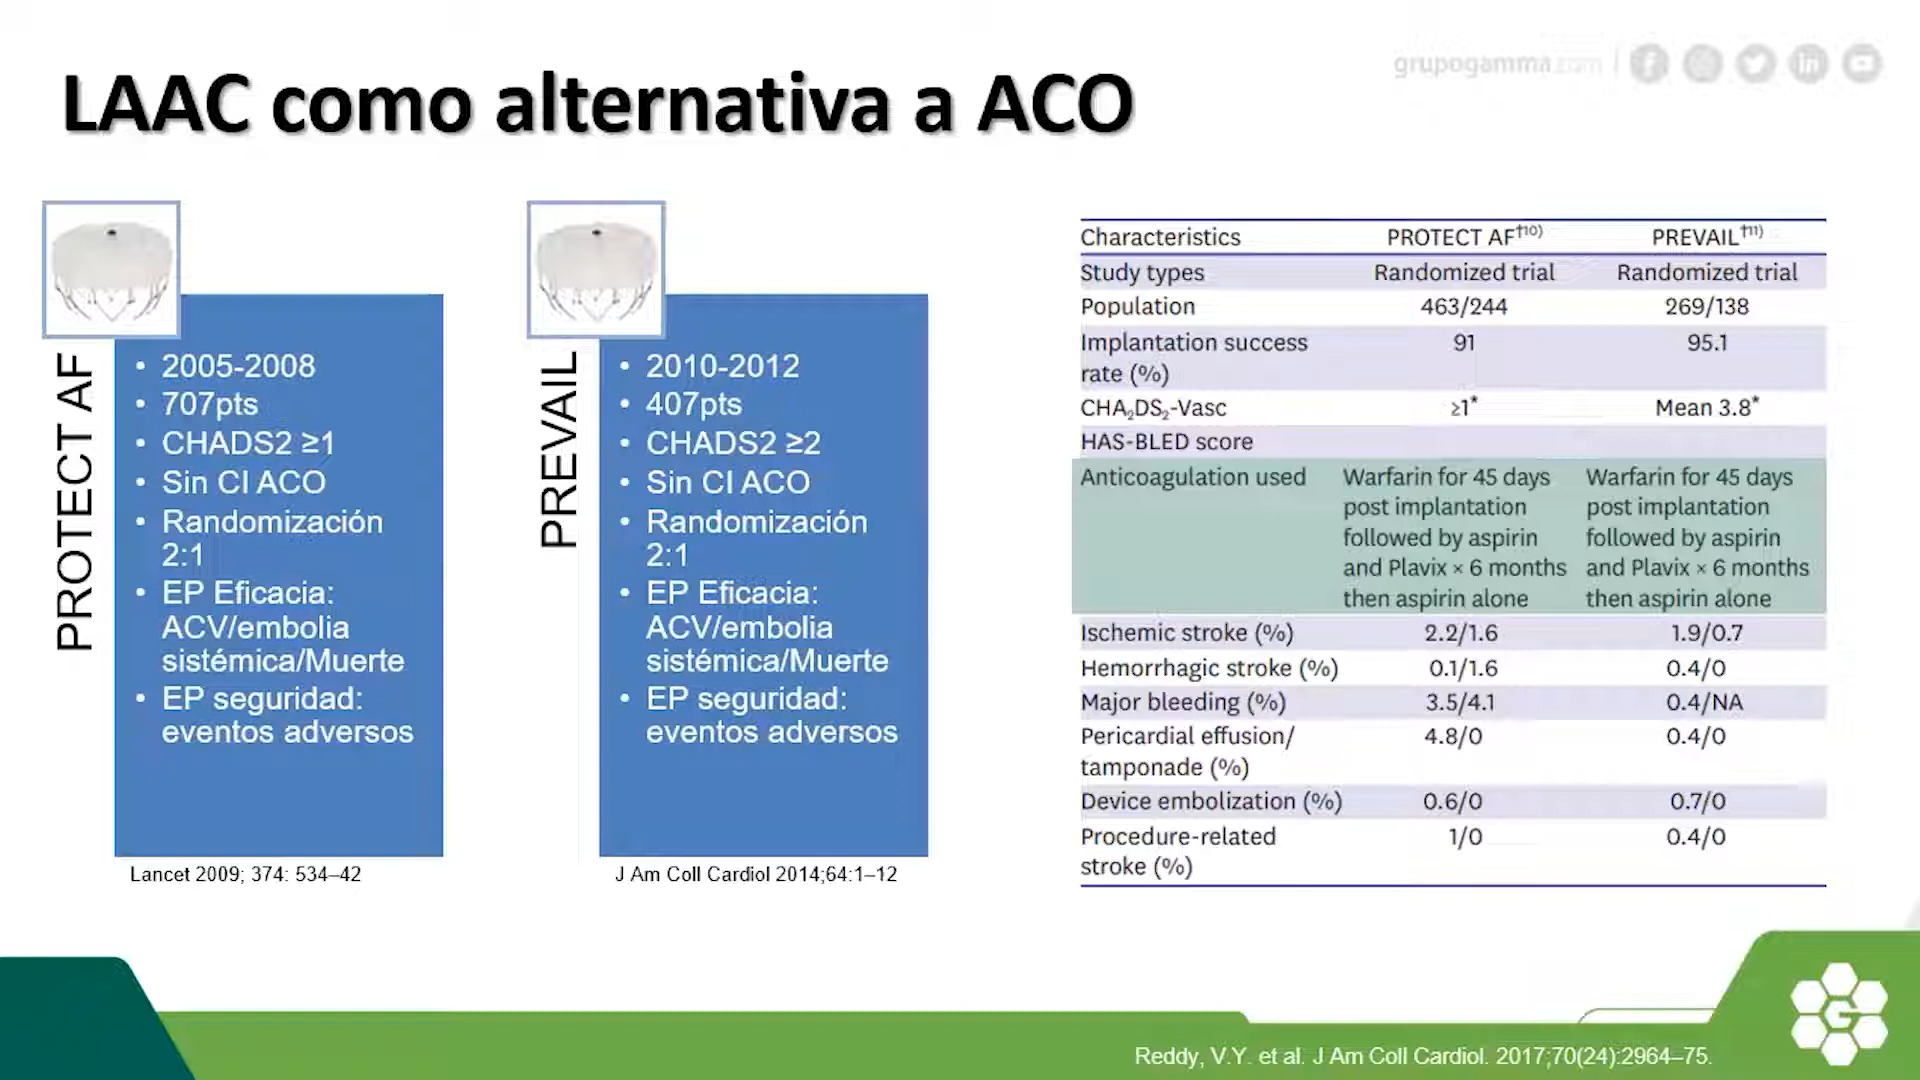 grupogamma.com
LAAC como alternativa a ACO
PROTECT AF
• 2005-2008
• 707pts
• CHADS2 ≥1
• Sin CI ACO
• Randomización
2:1
• EP Eficacia:
ACV/embolia
sistémica/Muerte
• EP seguridad:
eventos adversos
Lancet 2009; 374: 534–42
PREVAIL
• 2010-2012
• 407pts
• CHADS2 ≥2
• Sin CI ACO
• Randomización
2:1
• EP Eficacia:
ACV/embolia
sistémica/Muerte
• EP seguridad:
eventos adversos
J Am Coll Cardiol 2014;64:1–12
Characteristics PROTECT AF†10) PREVAIL†11)
Study types Randomized trial Randomized trial
Population 463/244 269/138
Implantation success 91 95.1
rate (%)
CHA₂DS₂-Vasc ≥1* Mean 3.8*
HAS-BLED score
Anticoagulation used Warfarin for 45 days Warfarin for 45 days
post implantation post implantation
followed by aspirin followed by aspirin
and Plavix × 6 months and Plavix × 6 months
then aspirin alone then aspirin alone
Ischemic stroke (%) 2.2/1.6 1.9/0.7
Hemorrhagic stroke (%) 0.1/1.6 0.4/0
Major bleeding (%) 3.5/4.1 0.4/NA
Pericardial effusion/ 4.8/0 0.4/0
tamponade (%)
Device embolization (%) 0.6/0 0.7/0
Procedure-related 1/0 0.4/0
stroke (%)
Reddy, V.Y. et al. J Am Coll Cardiol. 2017;70(24):2964–75.